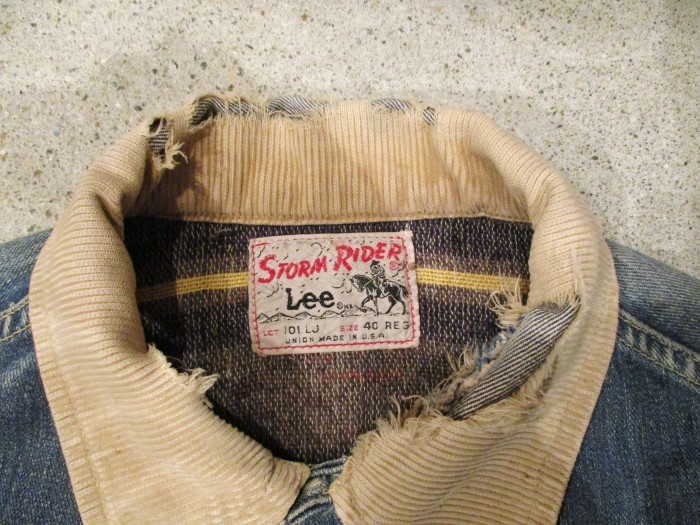 STORM RIDER ®
Lee ®
LOT 101 LJ SIZE 40 REG
UNION MADE IN U.S.A.